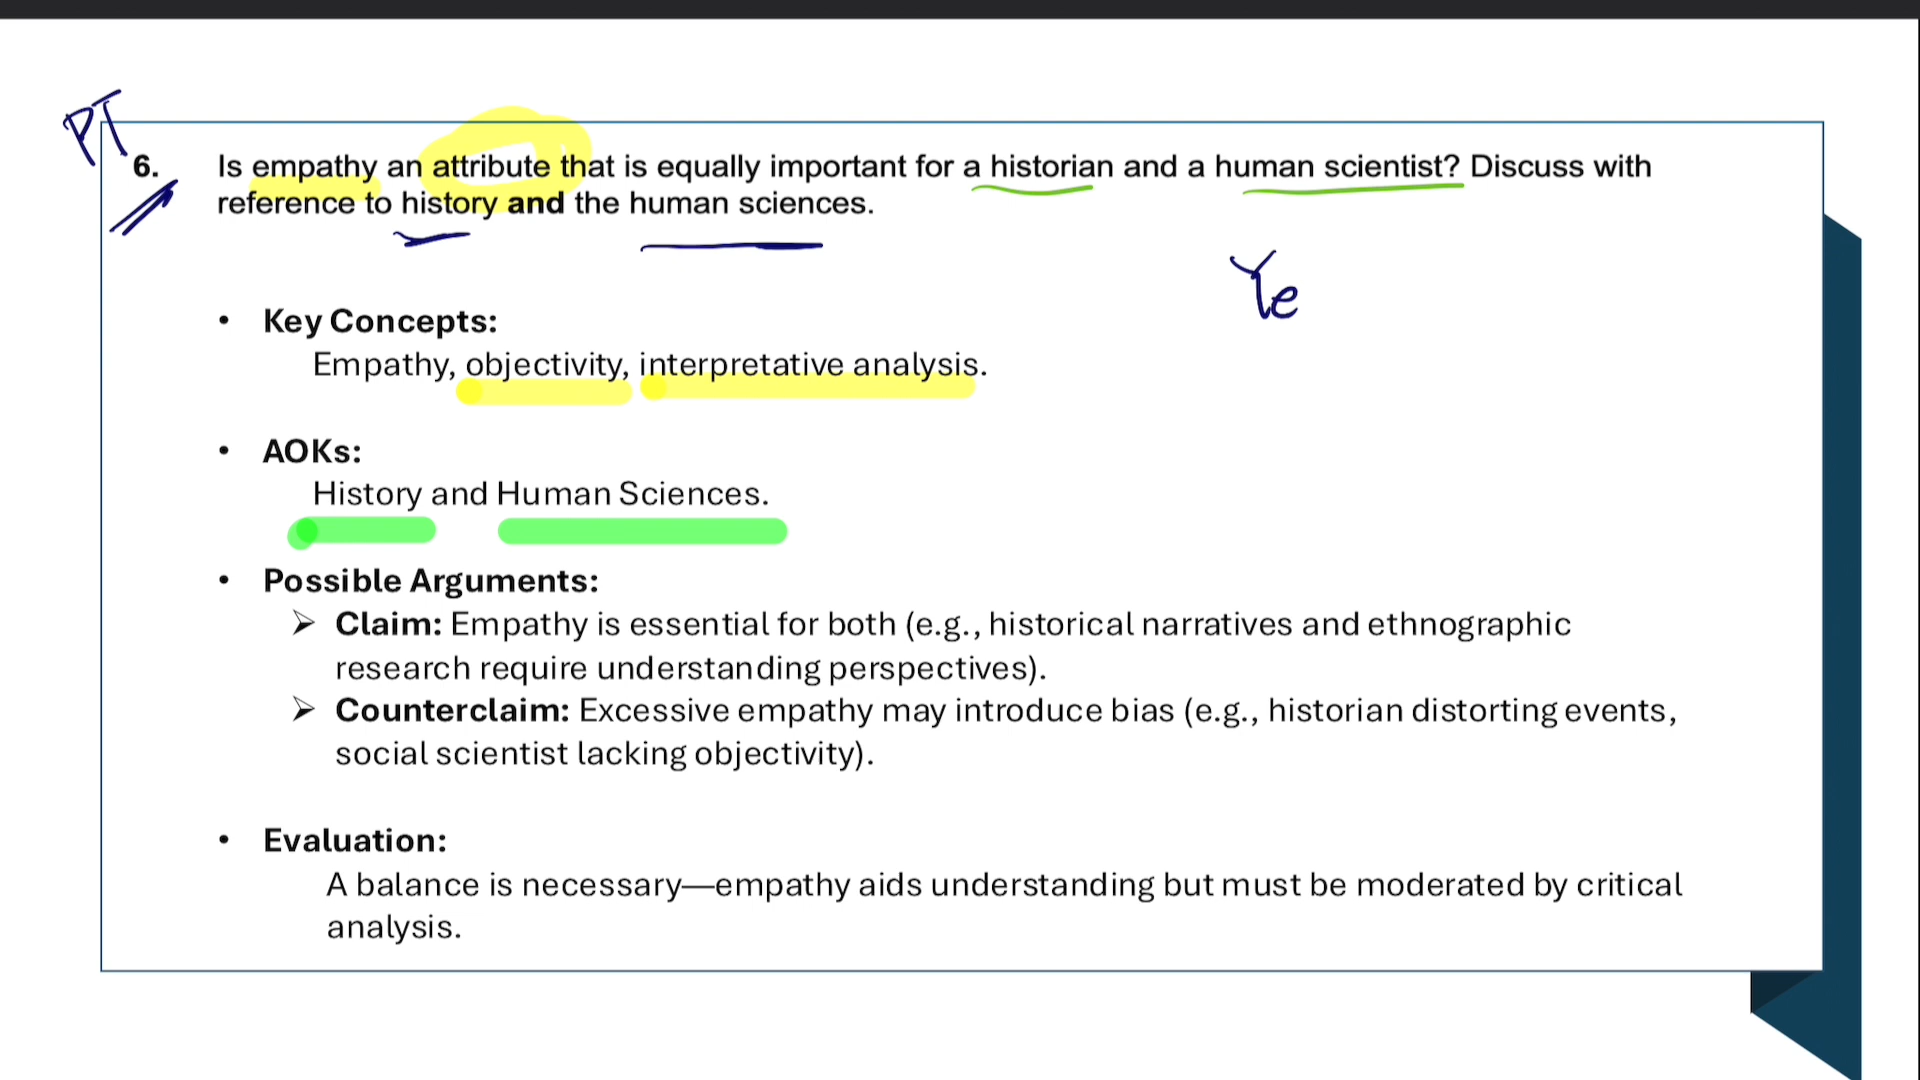 PT
6. Is empathy an attribute that is equally important for a historian and a human scientist? Discuss with
reference to history and the human sciences.
Ye
• Key Concepts:
Empathy, objectivity, interpretative analysis.
• AOKs:
History and Human Sciences.
• Possible Arguments:
➢ Claim: Empathy is essential for both (e.g., historical narratives and ethnographic
research require understanding perspectives).
➢ Counterclaim: Excessive empathy may introduce bias (e.g., historian distorting events,
social scientist lacking objectivity).
• Evaluation:
A balance is necessary—empathy aids understanding but must be moderated by critical
analysis.